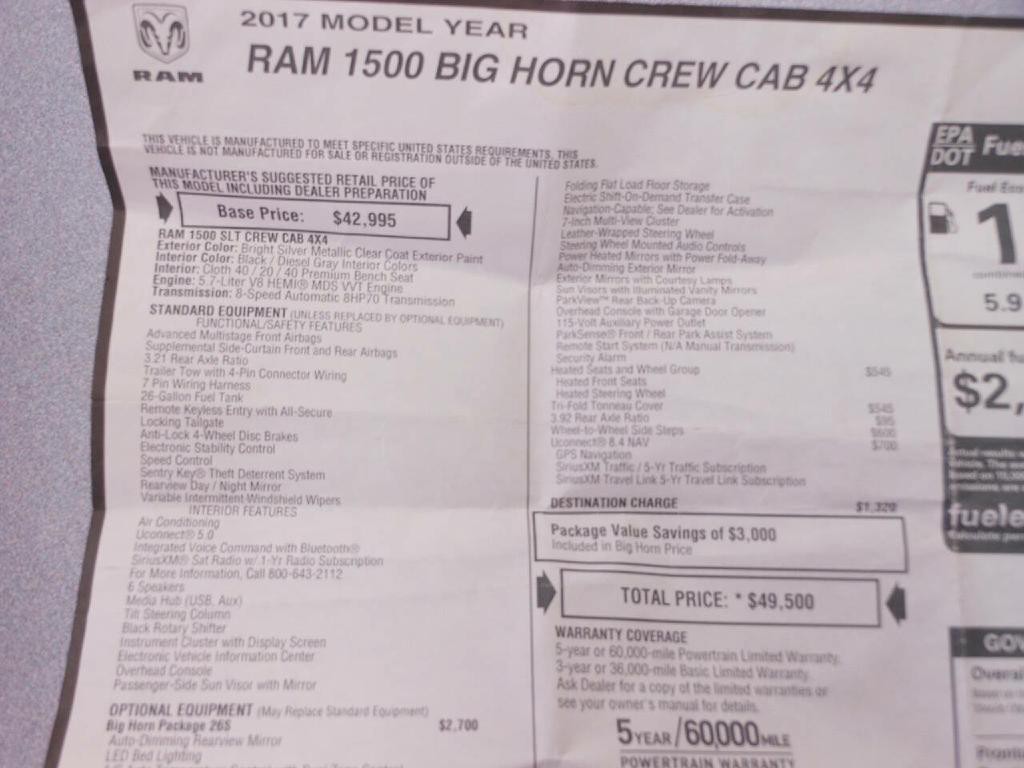 RAM
2017 MODEL YEAR
RAM 1500 BIG HORN CREW CAB 4X4
THIS VEHICLE IS MANUFACTURED TO MEET SPECIFIC UNITED STATES REQUIREMENTS. THIS
VEHICLE IS NOT MANUFACTURED FOR SALE OR REGISTRATION OUTSIDE OF THE UNITED STATES.
MANUFACTURER'S SUGGESTED RETAIL PRICE OF
THIS MODEL INCLUDING DEALER PREPARATION
Base Price: $42,995
RAM 1500 SLT CREW CAB 4X4
Exterior Color: Bright Silver Metallic Clear Coat Exterior Paint
Interior Color: Black / Diesel Gray Interior Colors
Interior: Cloth 40 / 20 / 40 Premium Bench Seat
Engine: 5.7-Liter V8 HEMI® MDS VVT Engine
Transmission: 8-Speed Automatic 8HP70 Transmission
STANDARD EQUIPMENT (UNLESS REPLACED BY OPTIONAL EQUIPMENT)
FUNCTIONAL/SAFETY FEATURES
Advanced Multistage Front Airbags
Supplemental Side-Curtain Front and Rear Airbags
3.21 Rear Axle Ratio
Trailer Tow with 4-Pin Connector Wiring
7 Pin Wiring Harness
26-Gallon Fuel Tank
Remote Keyless Entry with All-Secure
Locking Tailgate
Anti-Lock 4-Wheel Disc Brakes
Electronic Stability Control
Speed Control
Sentry Key® Theft Deterrent System
Rearview Day / Night Mirror
Variable Intermittent Windshield Wipers
INTERIOR FEATURES
Air Conditioning
Uconnect® 5.0
Integrated Voice Command with Bluetooth®
SiriusXM® Sat Radio w/ 1-Yr Radio Subscription
For More Information, Call 800-643-2112
6 Speakers
Media Hub (USB, Aux)
Tilt Steering Column
Black Rotary Shifter
Instrument Cluster with Display Screen
Electronic Vehicle Information Center
Overhead Console
Passenger-Side Sun Visor with Mirror
OPTIONAL EQUIPMENT (May Replace Standard Equipment)
Big Horn Package 26S $2,700
Auto-Dimming Rearview Mirror
LED Bed Lighting
Folding Flat Load Floor Storage
Electric Shift-On-Demand Transfer Case
Navigation-Capable; See Dealer for Activation
7-Inch Multi-View Cluster
Leather-Wrapped Steering Wheel
Steering Wheel Mounted Audio Controls
Power Heated Mirrors with Power Fold-Away
Auto-Dimming Exterior Mirror
Exterior Mirrors with Courtesy Lamps
Sun Visors with Illuminated Vanity Mirrors
ParkView™ Rear Back-Up Camera
Overhead Console with Garage Door Opener
115-Volt Auxiliary Power Outlet
ParkSense® Front / Rear Park Assist System
Remote Start System (N/A Manual Transmission)
Security Alarm
Heated Seats and Wheel Group $545
Heated Front Seats
Heated Steering Wheel
Tri-Fold Tonneau Cover $545
3.92 Rear Axle Ratio $95
Wheel-to-Wheel Side Steps $600
Uconnect® 8.4 NAV $700
GPS Navigation
SiriusXM Traffic / 5-Yr Traffic Subscription
SiriusXM Travel Link 5-Yr Travel Link Subscription
DESTINATION CHARGE $1,320
Package Value Savings of $3,000
Included in Big Horn Price
TOTAL PRICE: * $49,500
WARRANTY COVERAGE
5-year or 60,000-mile Powertrain Limited Warranty.
3-year or 36,000-mile Basic Limited Warranty.
Ask Dealer for a copy of the limited warranties or
see your owner's manual for details.
5 YEAR/60000 MILE
POWERTRAIN WARRANTY
EPA
DOT Fue
Fuel Eco
1
5.9
Annual fu
$2,
fuele
GOV
Overal